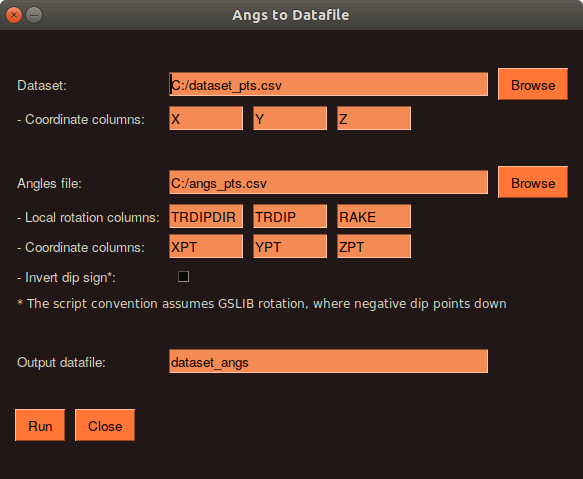 Angs to Datafile
Dataset: C:/dataset_pts.csv Browse
- Coordinate columns: X Y Z
Angles file: C:/angs_pts.csv Browse
- Local rotation columns: TRDIPDIR TRDIP RAKE
- Coordinate columns: XPT YPT ZPT
- Invert dip sign*:
* The script convention assumes GSLIB rotation, where negative dip points down
Output datafile: dataset_angs
Run Close